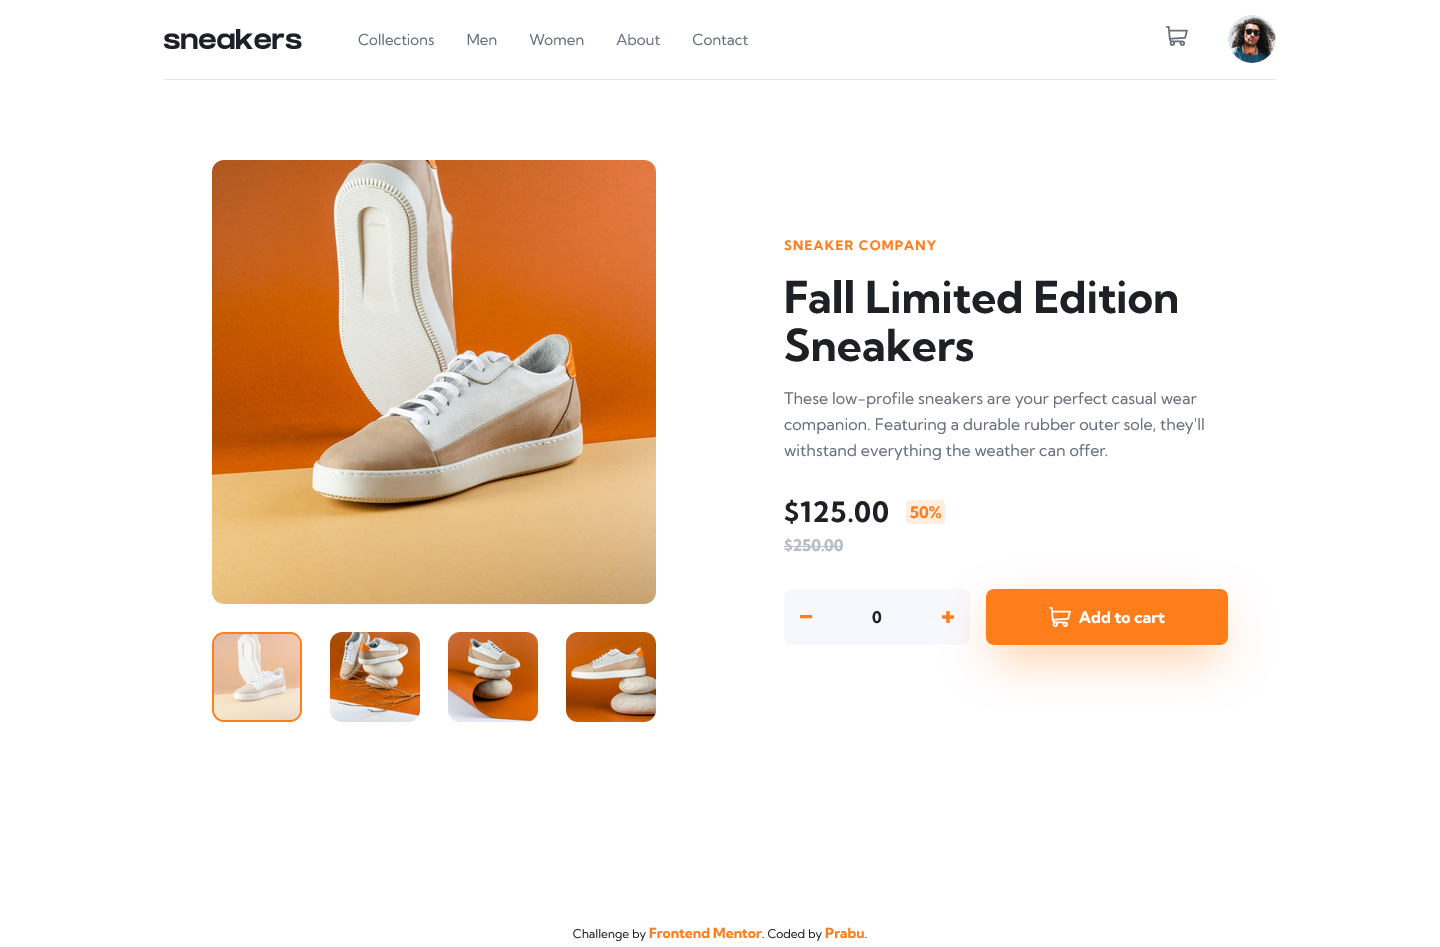 sneakers Collections Men Women About Contact
SNEAKER COMPANY
Fall Limited Edition
Sneakers
These low-profile sneakers are your perfect casual wear
companion. Featuring a durable rubber outer sole, they'll
withstand everything the weather can offer.
$125.00 50%
$250.00
0 Add to cart
Challenge by Frontend Mentor. Coded by Prabu.